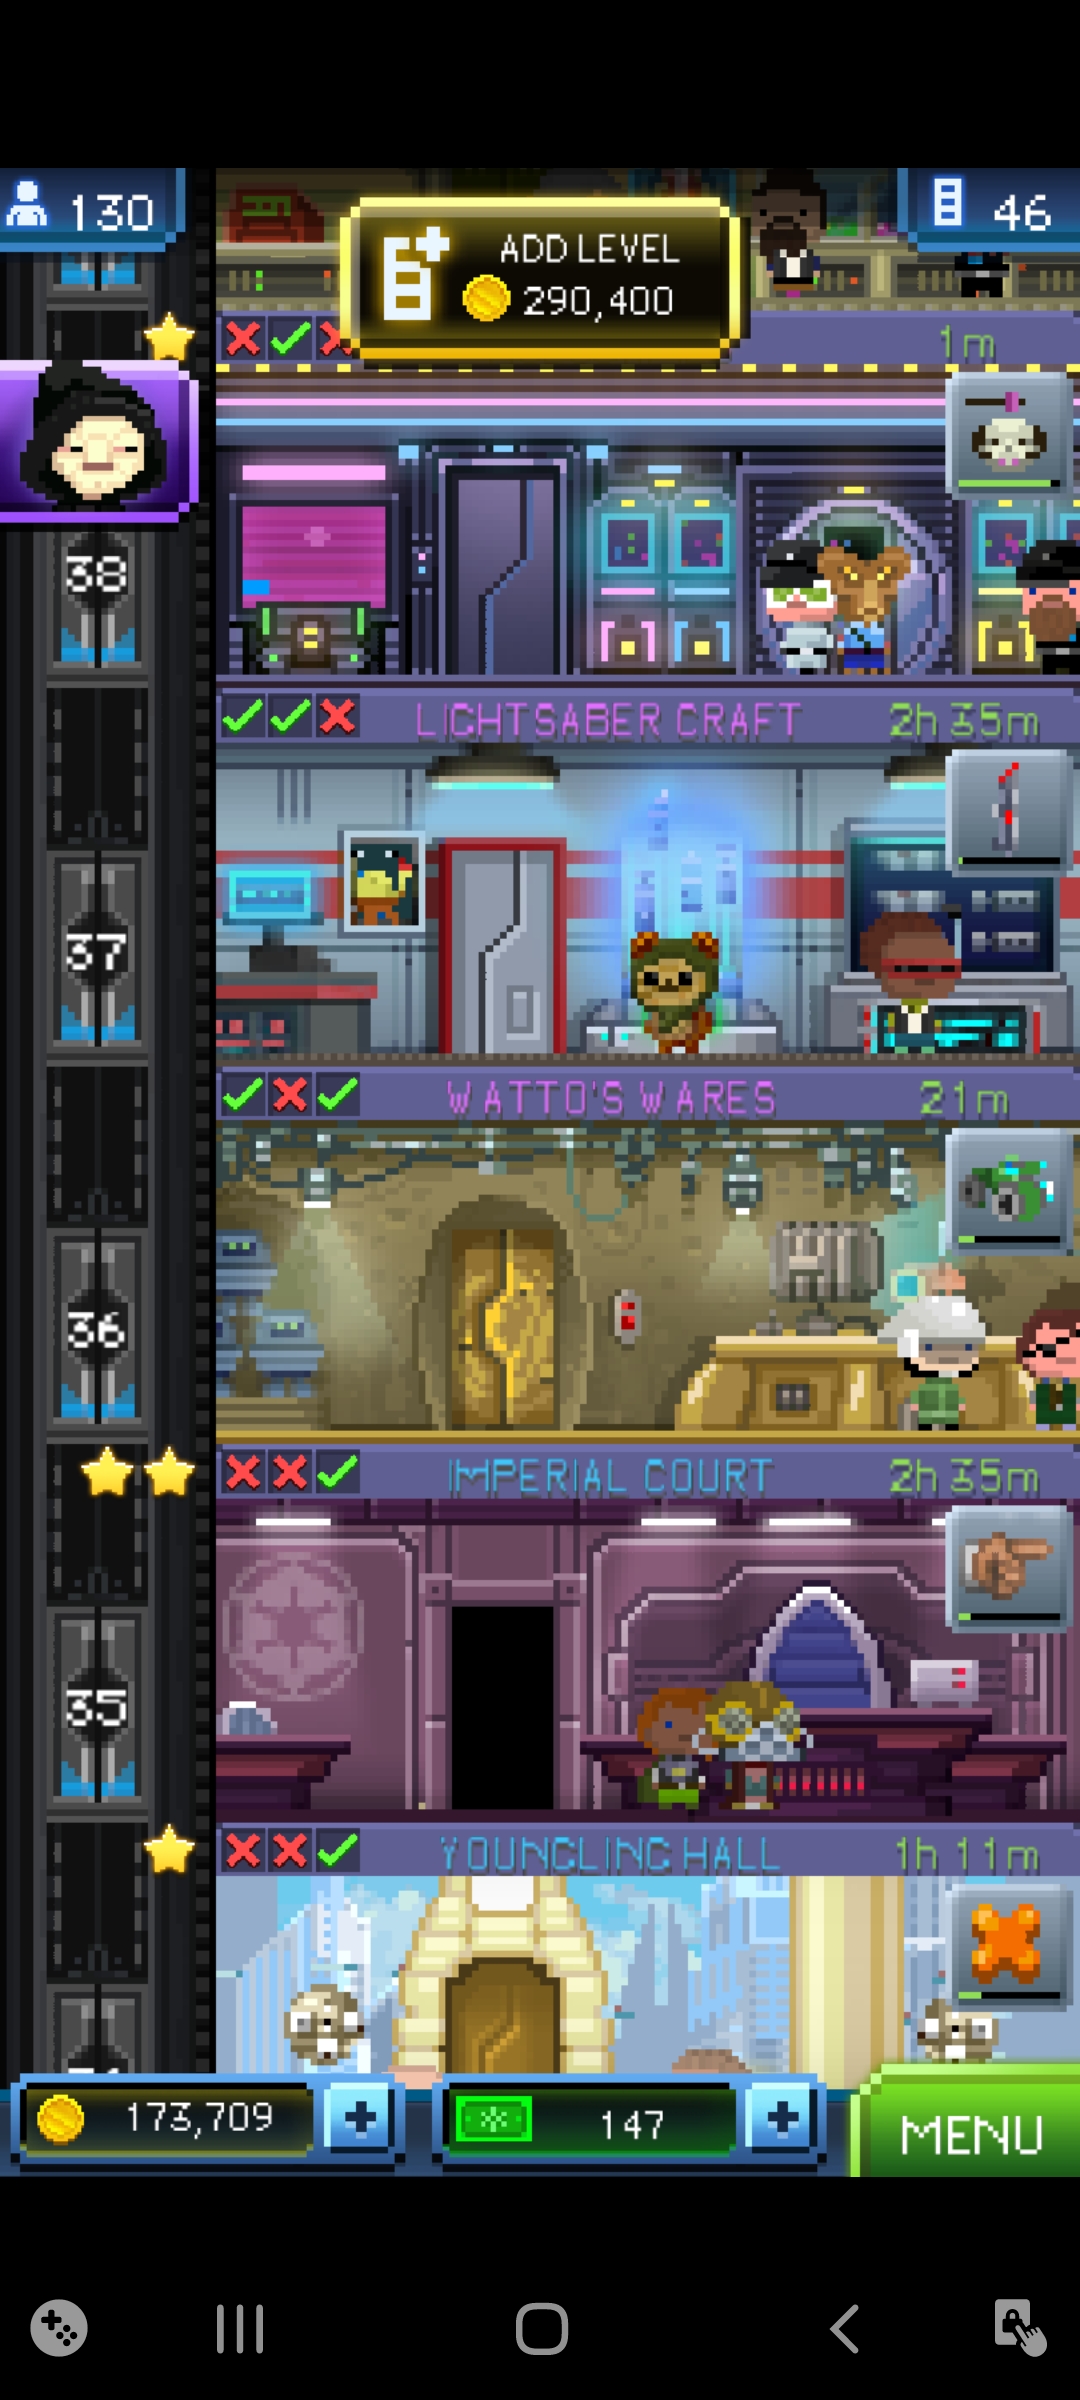 130
ADD LEVEL
290,400
46
1m
38
LIGHTSABER CRAFT
2h 35m
37
WATTO'S WARES
21m
36
IMPERIAL COURT
2h 35m
35
YOUNGLING HALL
1h 11m
173,709
147
MENU